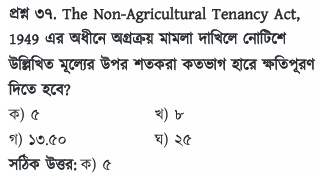 প্রশ্ন ৩৭. The Non-Agricultural Tenancy Act,
1949 এর অধীনে অগ্রক্রয় মামলা দাখিলে নোটিশে
উল্লিখিত মূল্যের উপর শতকরা কতভাগ হারে ক্ষতিপূরণ
দিতে হবে?
ক) ৫ খ) ৮
গ) ১৩.৫০ ঘ) ২৫
সঠিক উত্তর: ক) ৫